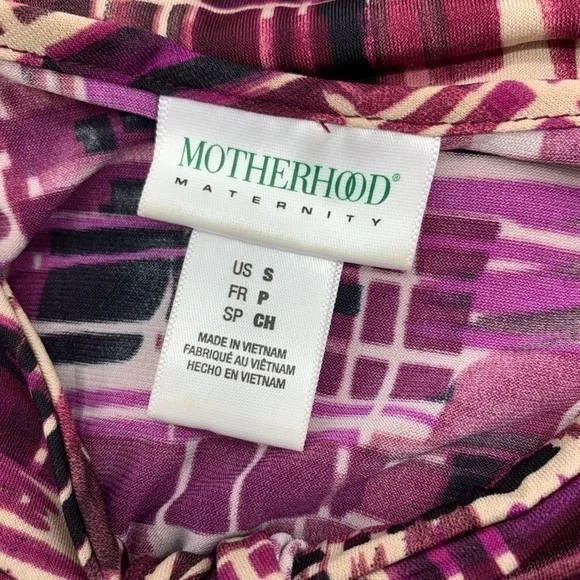 MOTHERHOOD®
MATERNITY
US S
FR P
SP CH
MADE IN VIETNAM
FABRIQUÉ AU VIÊTNAM
HECHO EN VIETNAM